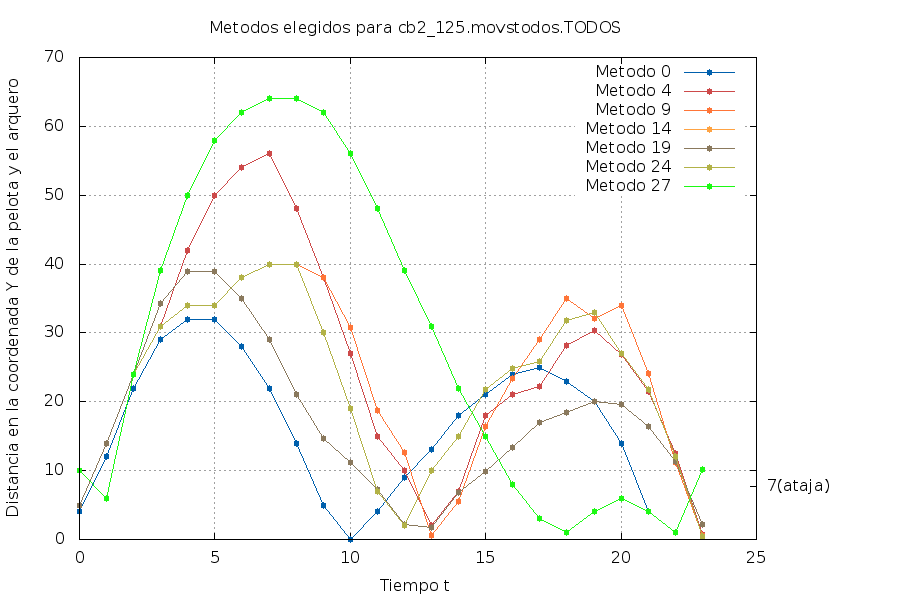 Metodos elegidos para cb2_125.movstodos.TODOS
Distancia en la coordenada Y de la pelota y el arquero
70
60
50
40
30
20
10
0
Metodo 0
Metodo 4
Metodo 9
Metodo 14
Metodo 19
Metodo 24
Metodo 27
7(ataja)
0 5 10 15 20 25
Tiempo t